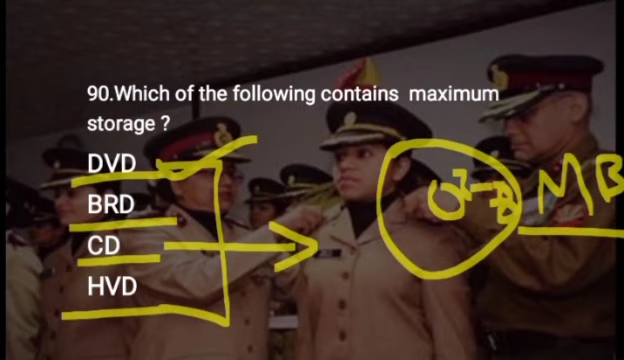 90.Which of the following contains  maximum
storage ?
DVD
BRD
CD
HVD
MB